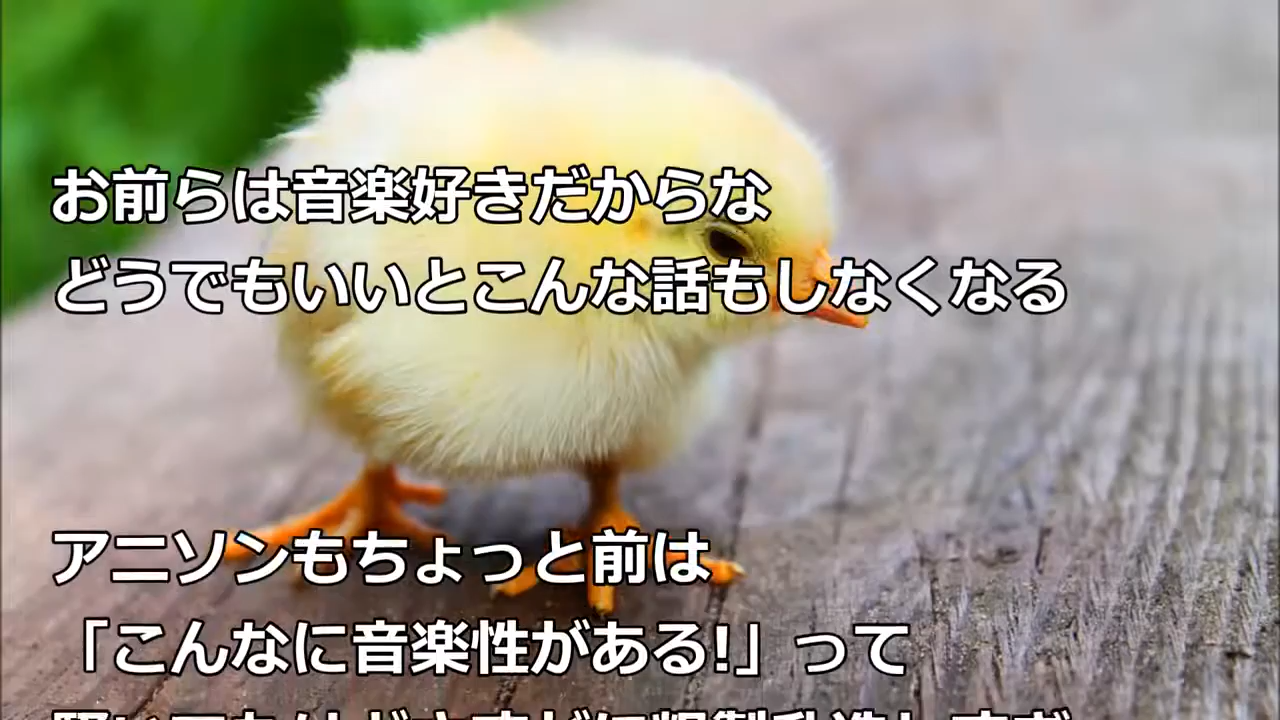 お前らは音楽好きだからな
どうでもいいとこんな話もしなくなる
アニソンもちょっと前は
「こんなに音楽性がある!」って